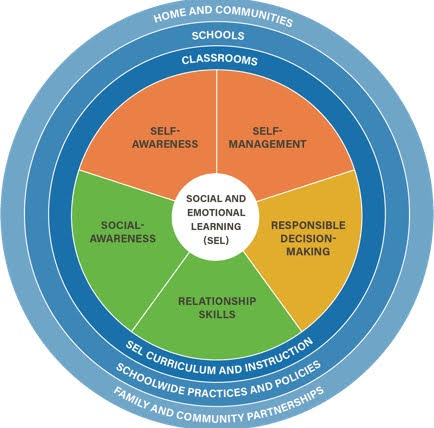 HOME AND COMMUNITIES
SCHOOLS
CLASSROOMS
SELF-
AWARENESS
SELF-
MANAGEMENT
SOCIAL AND
EMOTIONAL
LEARNING
(SEL)
SOCIAL-
AWARENESS
RESPONSIBLE
DECISION-
MAKING
RELATIONSHIP
SKILLS
SEL CURRICULUM AND INSTRUCTION
SCHOOLWIDE PRACTICES AND POLICIES
FAMILY AND COMMUNITY PARTNERSHIPS